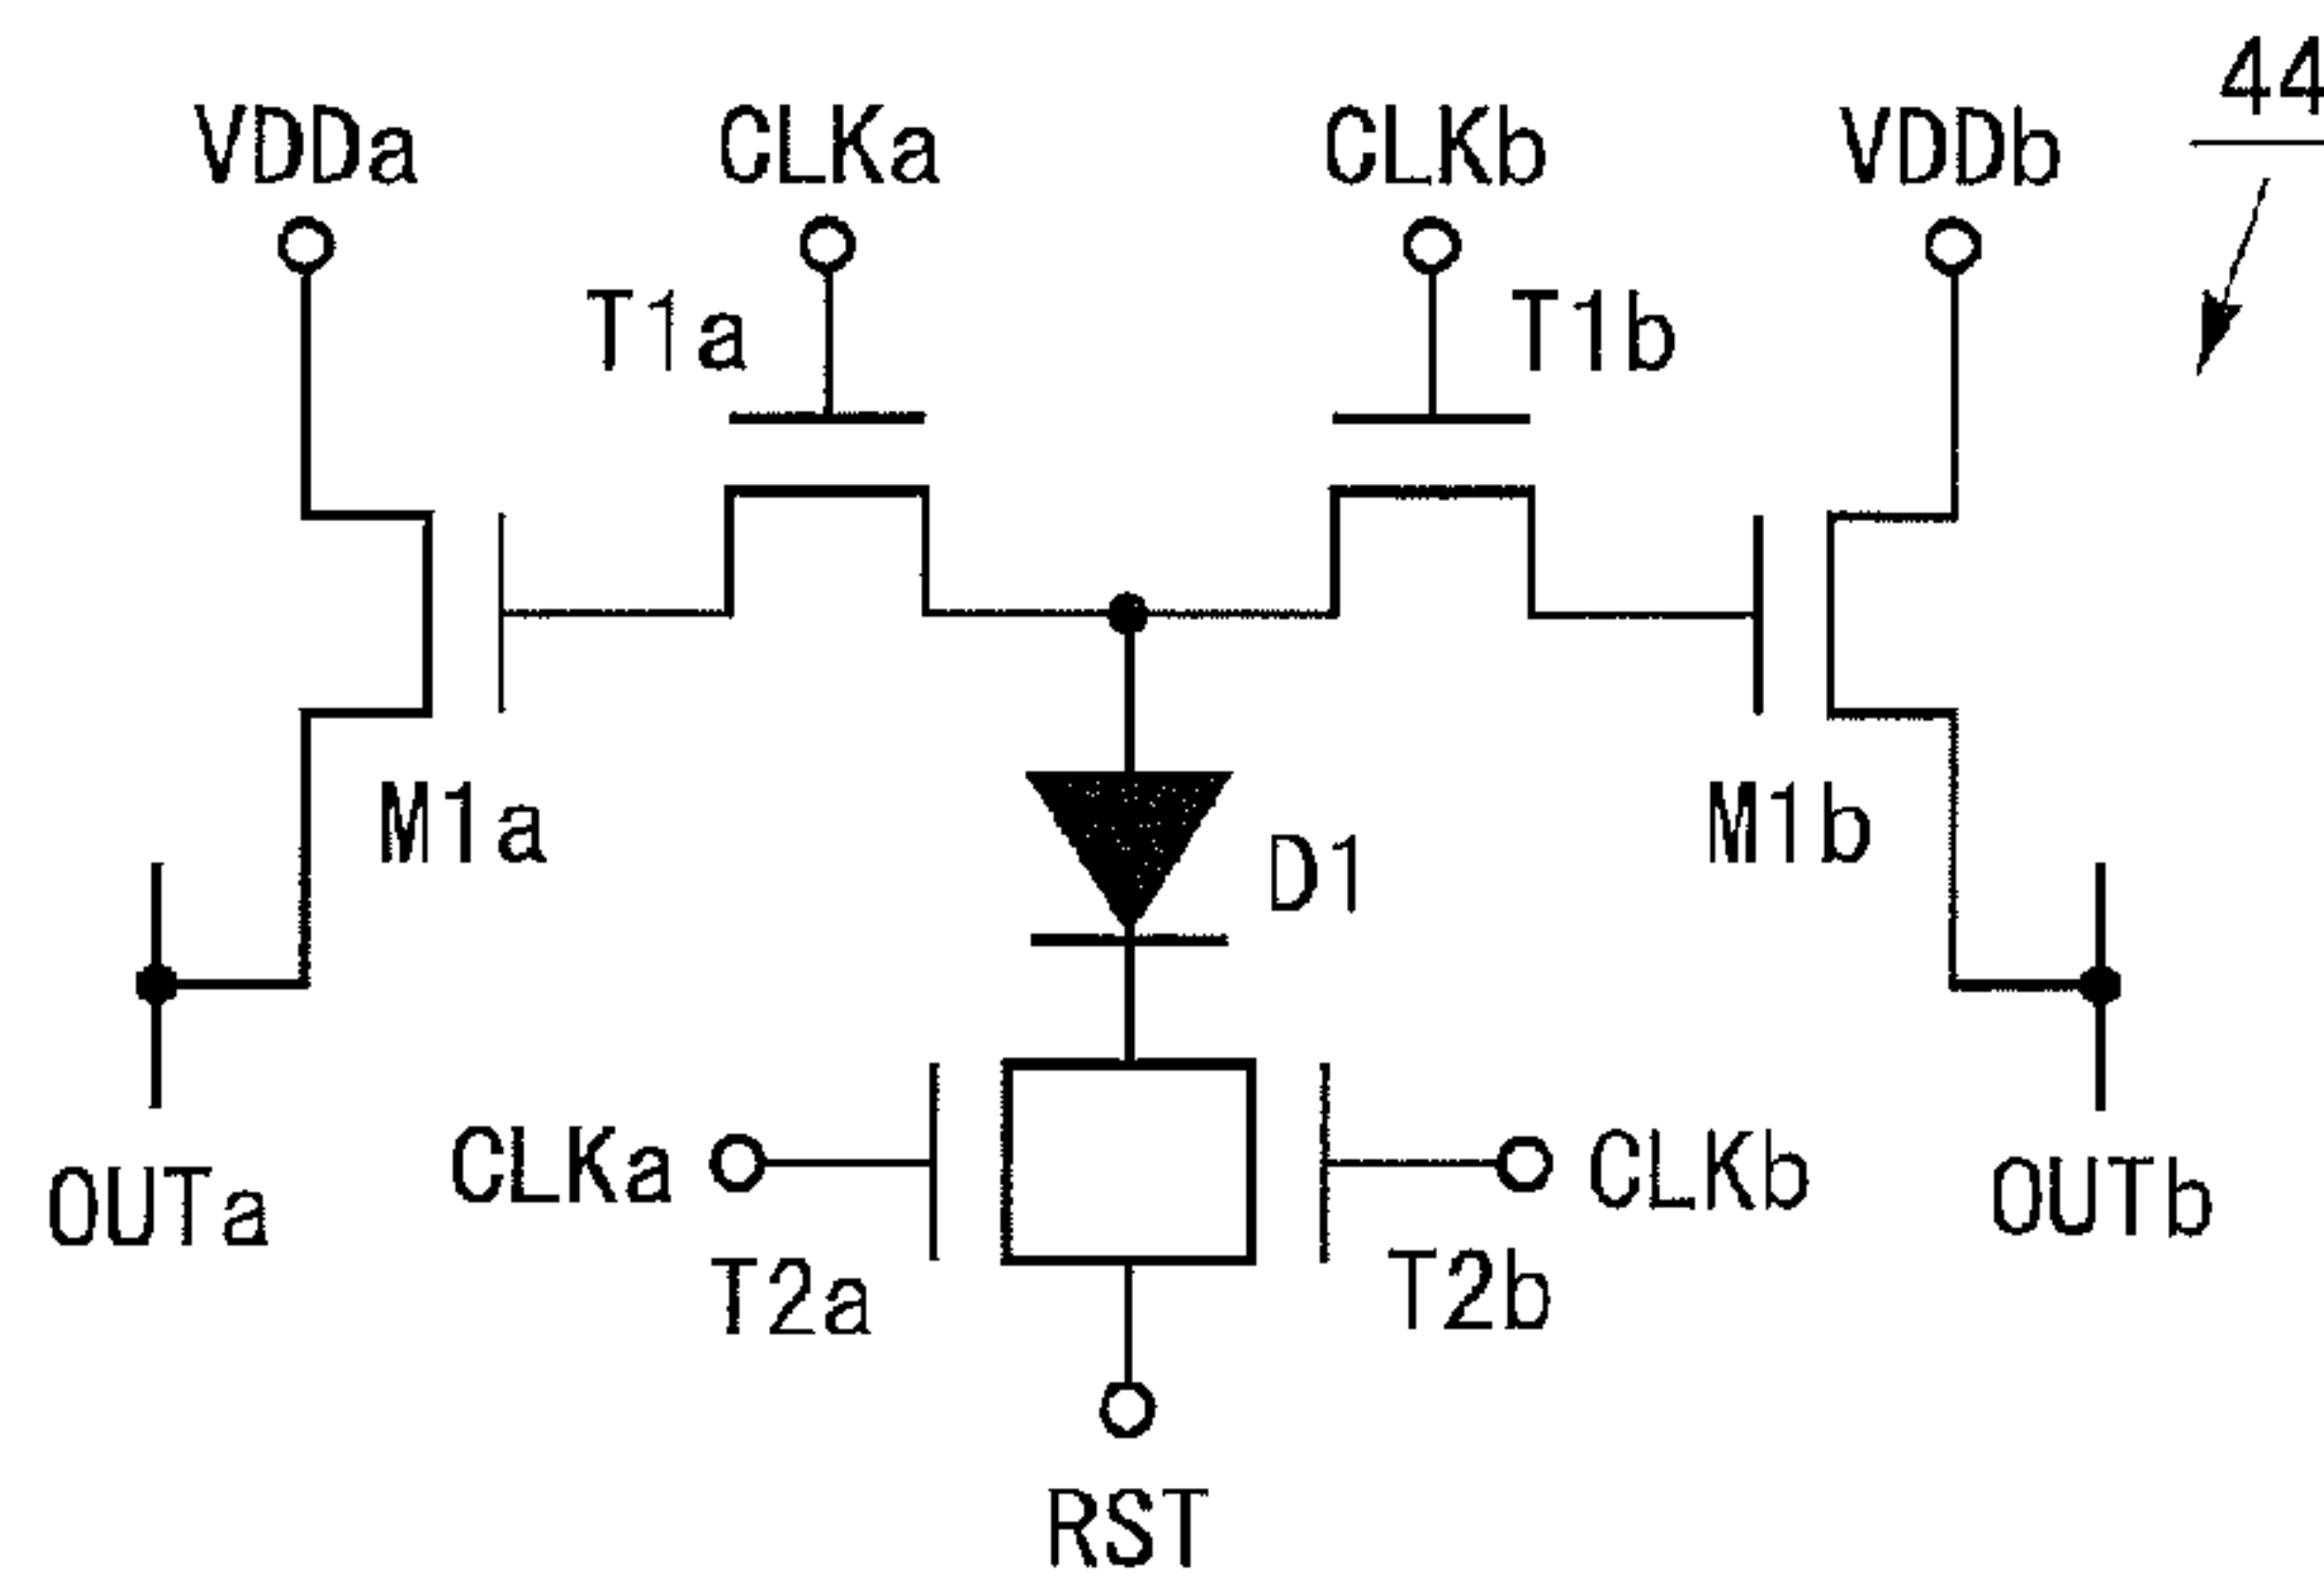 44
VDDa CLKa CLKb VDDb
T1a T1b
M1a D1 M1b
CLKa CLKb
OUTa OUTb
T2a T2b
RST